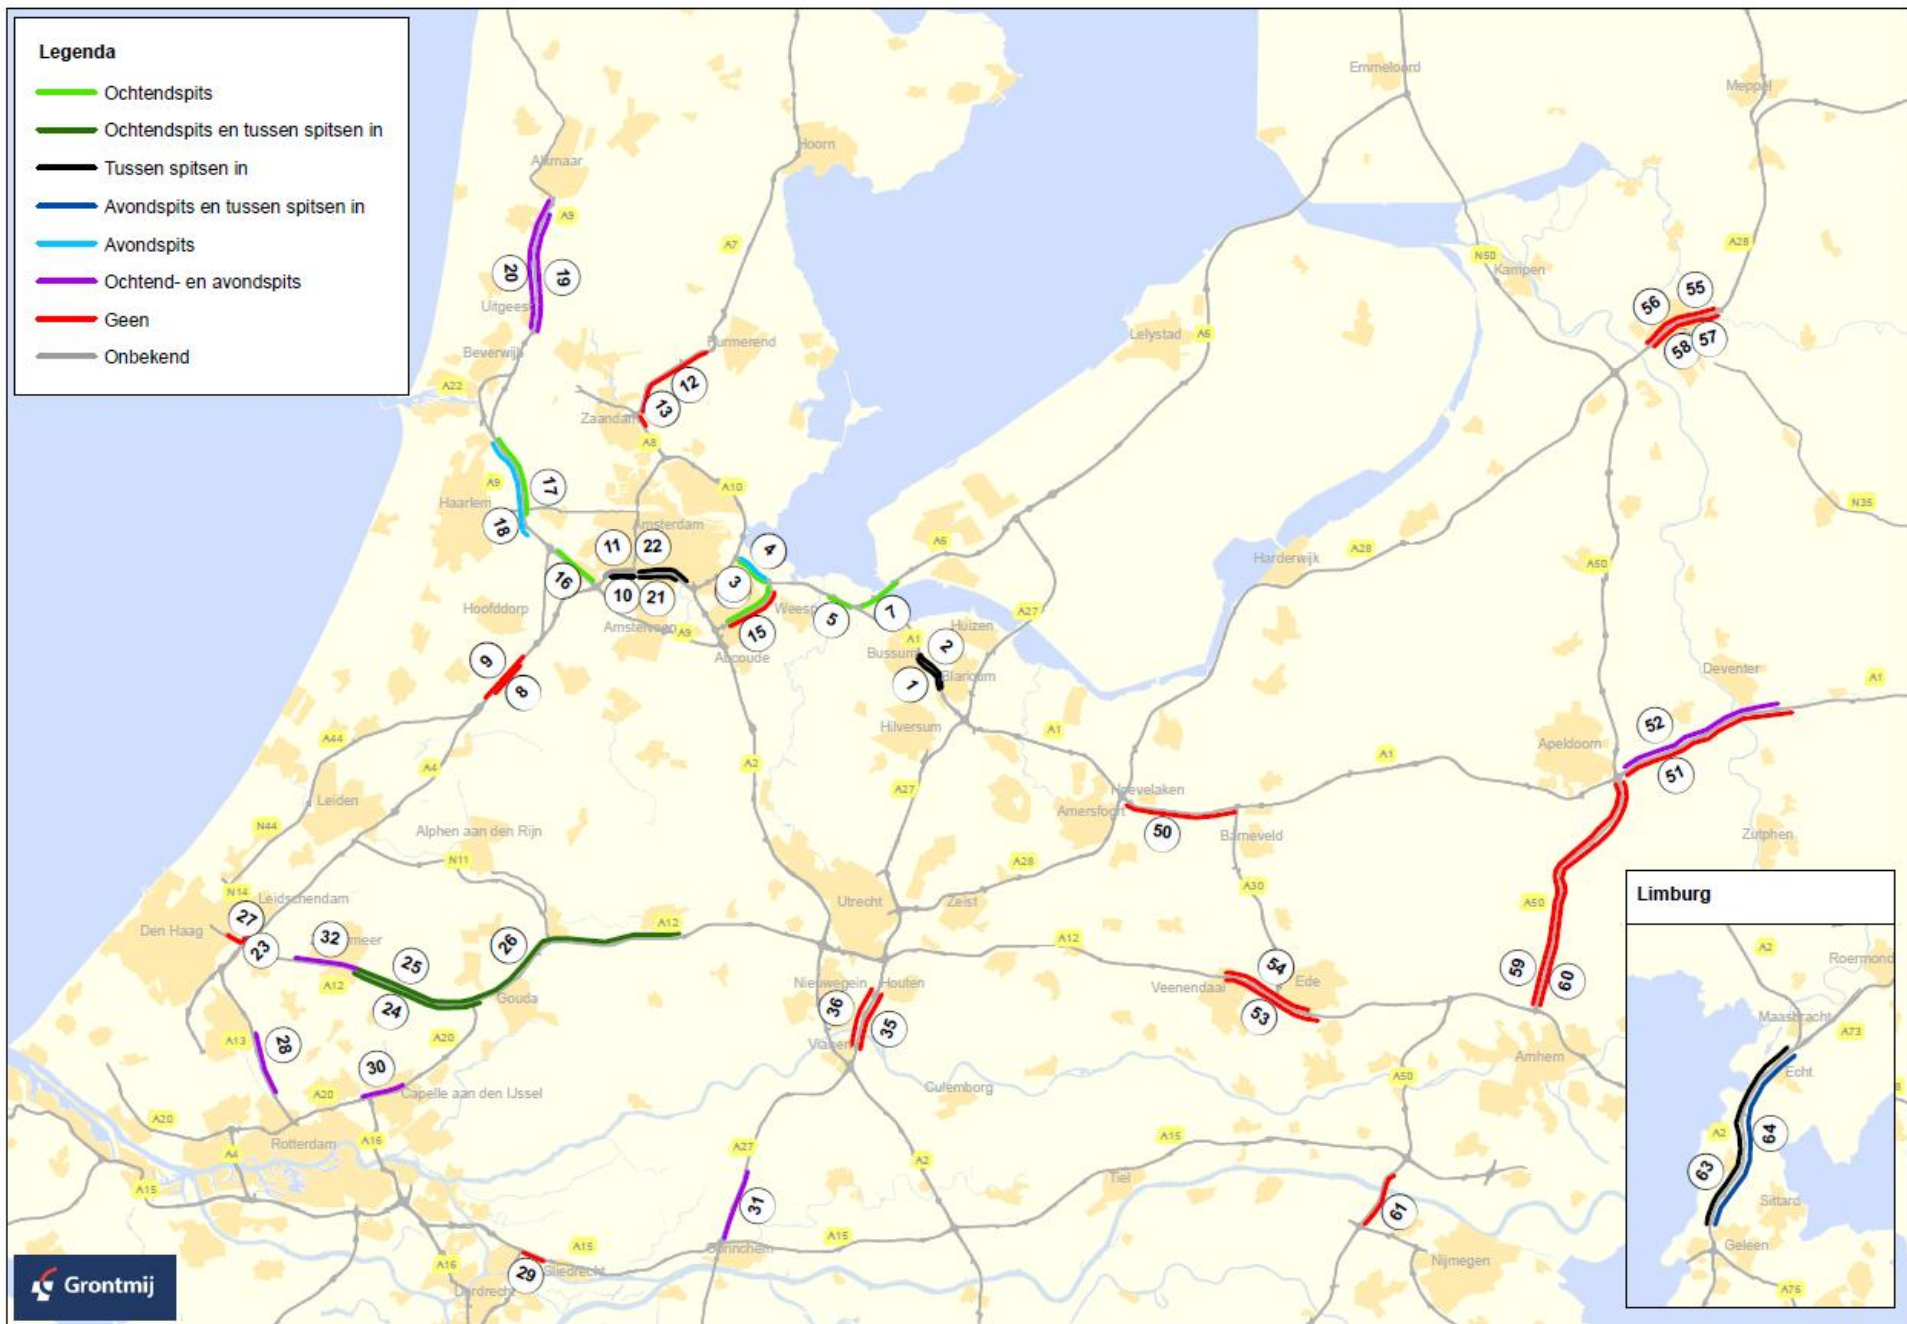 Legenda
Ochtendspits
Ochtendspits en tussen spitsen in
Tussen spitsen in
Avondspits en tussen spitsen in
Avondspits
Ochtend- en avondspits
Geen
Onbekend
Emmeloord
Meppel
Hoorn
Alkmaar
A9
A7
A28
N50
Kampen
20
19
56
55
Uitgeest
Lelystad
A6
58
57
Beverwijk
Purmerend
A22
12
13
Zaandam
A8
A9
17
A10
Haarlem
N35
18
Amsterdam
11
22
4
A6
Harderwijk
A28
A50
16
10
21
3
Weesp
5
7
Hoofddorp
Amstelveen
A9
15
A27
Huizen
A1
Abcoude
Bussum
2
9
8
1
Blaricum
Deventer
A1
Hilversum
52
A44
A4
A2
A1
A1
Apeldoorn
51
Leiden
A27
Hoevelaken
Amersfoort
50
Barneveld
N44
Alphen aan den Rijn
Zutphen
N11
A28
N14
Leidschendam
Utrecht
Zeist
A30
A50
Limburg
27
Den Haag
23
32
26
A12
A12
25
A12
24
Gouda
Nieuwegein
Houten
Veenendaal
54
Ede
53
59
60
36
35
Vianen
A13
28
A20
30
A20
Capelle aan den IJssel
Culemborg
Arnhem
A50
A20
Rotterdam
A16
A4
A15
A27
A2
A15
Tiel
31
61
A15
A15
Gorinchem
29
Sliedrecht
A16
Dordrecht
Nijmegen
A2
Roermond
Maasbracht
A73
Echt
A2
64
63
Sittard
Geleen
A76
Grontmij